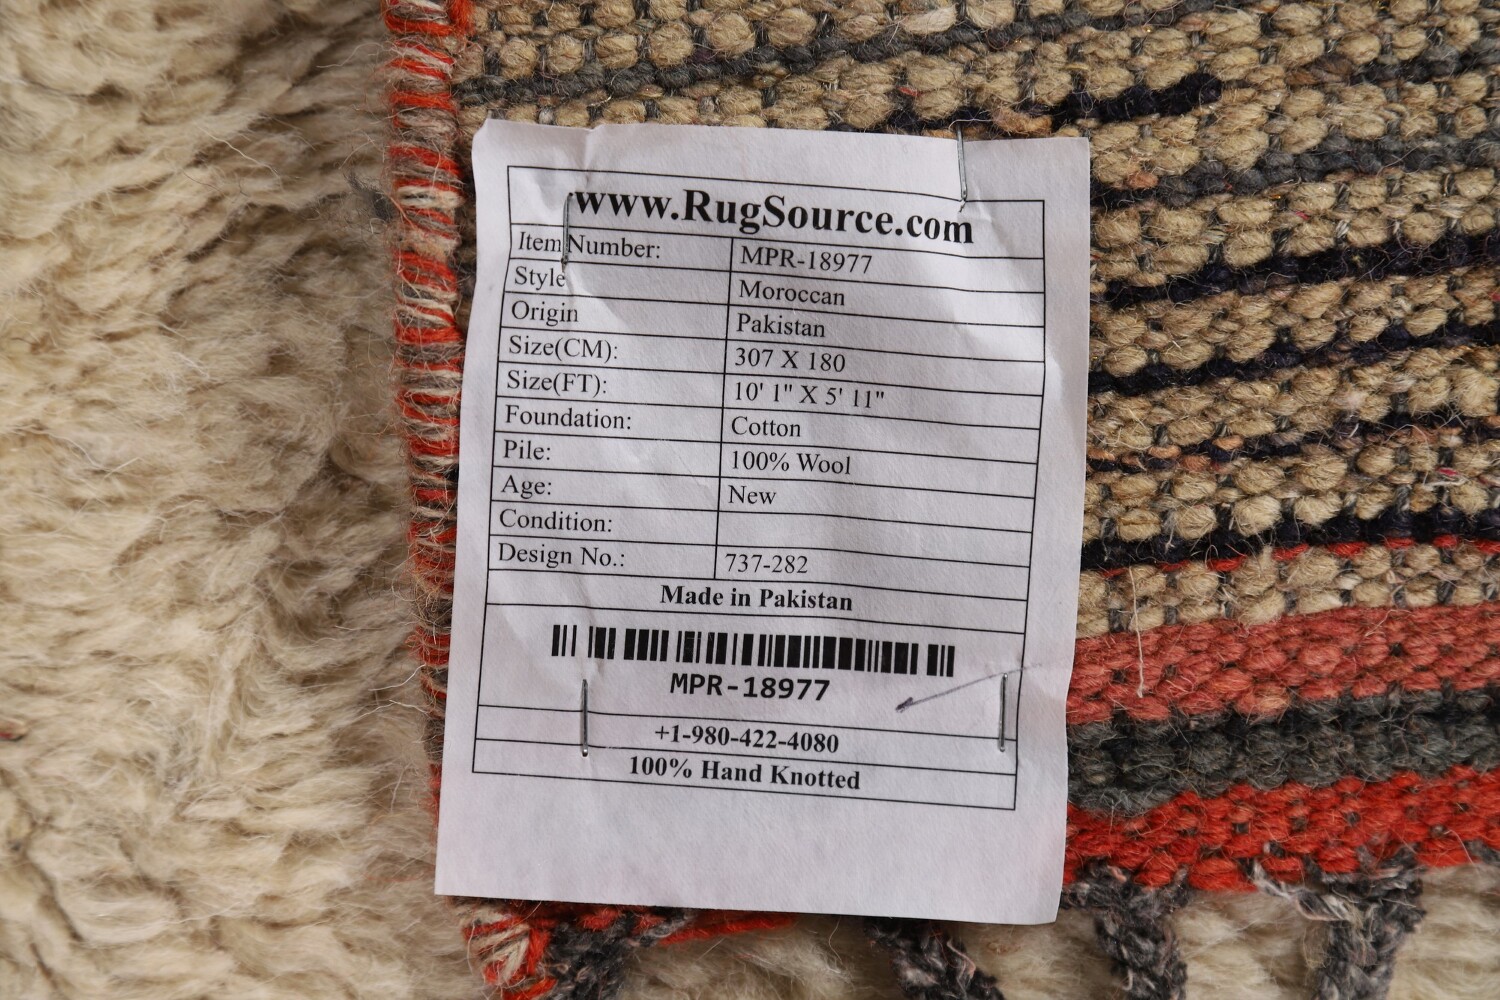 www.RugSource.com
Item Number: MPR-18977
Style Moroccan
Origin Pakistan
Size(CM): 307 X 180
Size(FT): 10' 1" X 5' 11"
Foundation: Cotton
Pile: 100% Wool
Age: New
Condition:
Design No.: 737-282
Made in Pakistan
MPR-18977
+1-980-422-4080
100% Hand Knotted